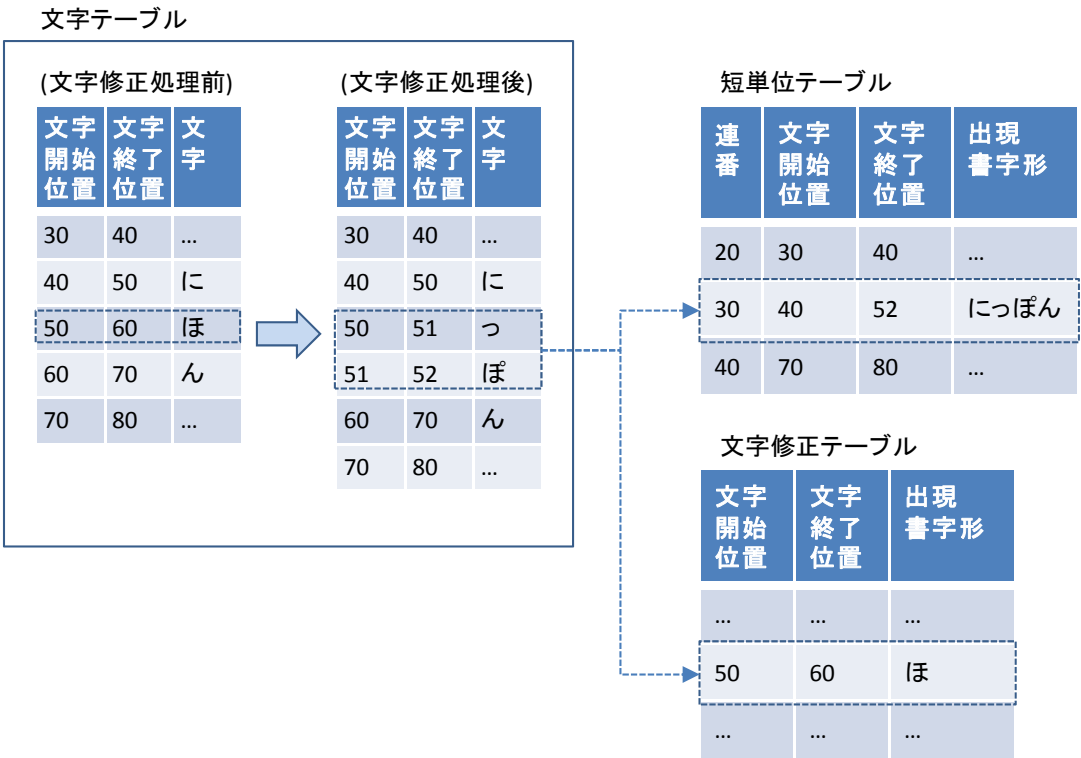 文字テーブル
(文字修正処理前)
文字開始位置 文字終了位置 文字
30 40 …
40 50 に
50 60 ほ
60 70 ん
70 80 …
(文字修正処理後)
文字開始位置 文字終了位置 文字
30 40 …
40 50 に
50 51 っ
51 52 ぽ
60 70 ん
70 80 …
短単位テーブル
連番 文字開始位置 文字終了位置 出現書字形
20 30 40 …
30 40 52 にっぽん
40 70 80 …
文字修正テーブル
文字開始位置 文字終了位置 出現書字形
… … …
50 60 ほ
… … …